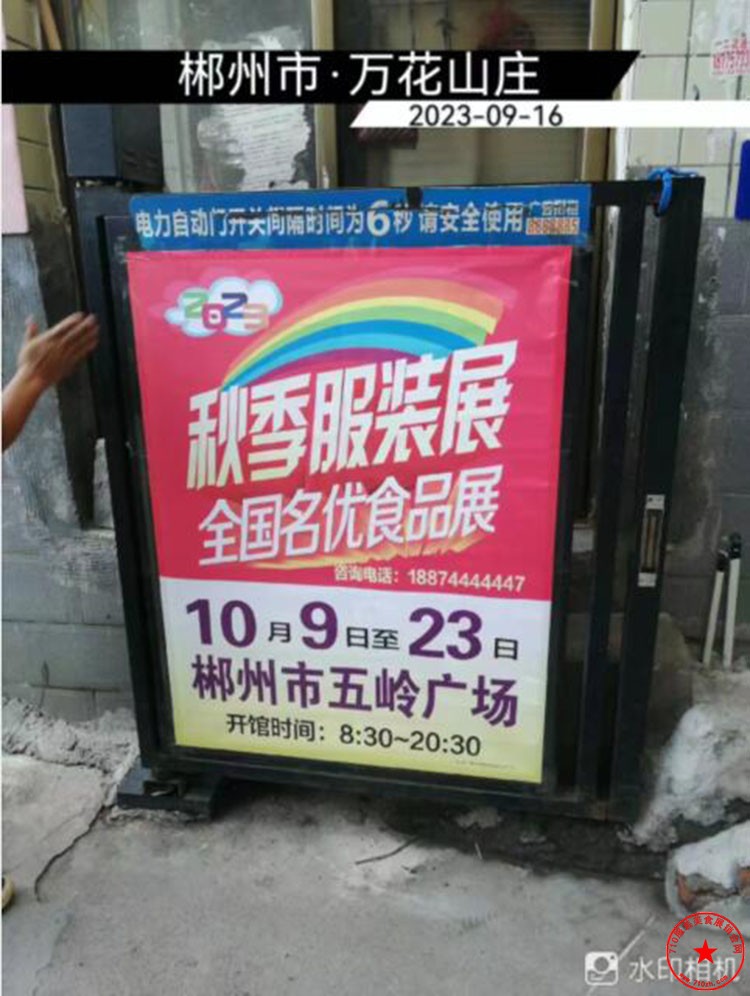 郴州市·万花山庄
2023-09-16
电力自动门开关间隔时间为6秒 请安全使用
2023
秋季服装展
全国名优食品展
咨询电话：18874444447
10月9日至23日
郴州市五岭广场
开馆时间：8:30~20:30
水印相机